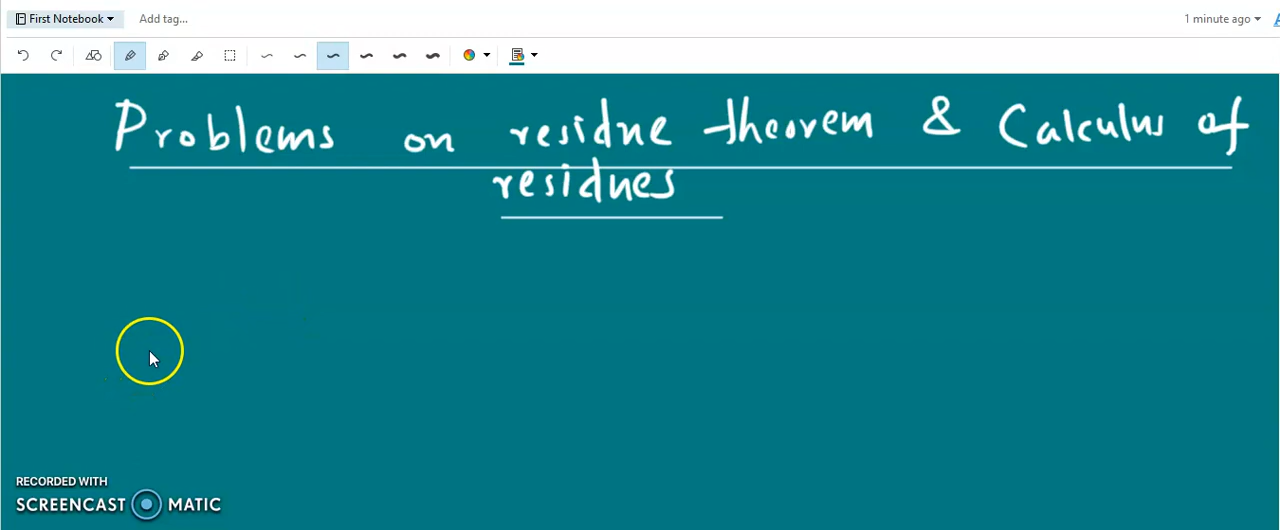 First Notebook Add tag... 1 minute ago
Problems on residue theorem & Calculus of
residues
RECORDED WITH
SCREENCAST MATIC